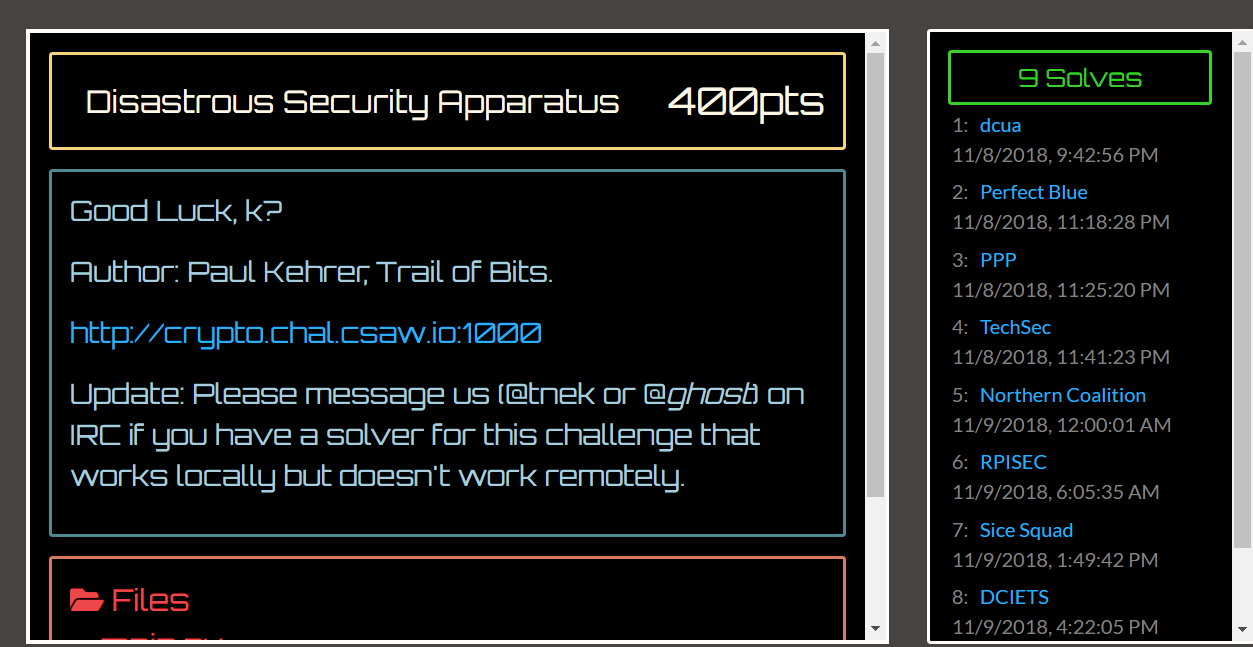 Disastrous Security Apparatus 400pts
Good Luck, k?
Author: Paul Kehrer, Trail of Bits.
http://crypto.chal.csaw.io:1000
Update: Please message us (@tnek or @ghost) on
IRC if you have a solver for this challenge that
works locally but doesn't work remotely.
Files
9 Solves
1: dcua
11/8/2018, 9:42:56 PM
2: Perfect Blue
11/8/2018, 11:18:28 PM
3: PPP
11/8/2018, 11:25:20 PM
4: TechSec
11/8/2018, 11:41:23 PM
5: Northern Coalition
11/9/2018, 12:00:01 AM
6: RPISEC
11/9/2018, 6:05:35 AM
7: Sice Squad
11/9/2018, 1:49:42 PM
8: DCIETS
11/9/2018, 4:22:05 PM